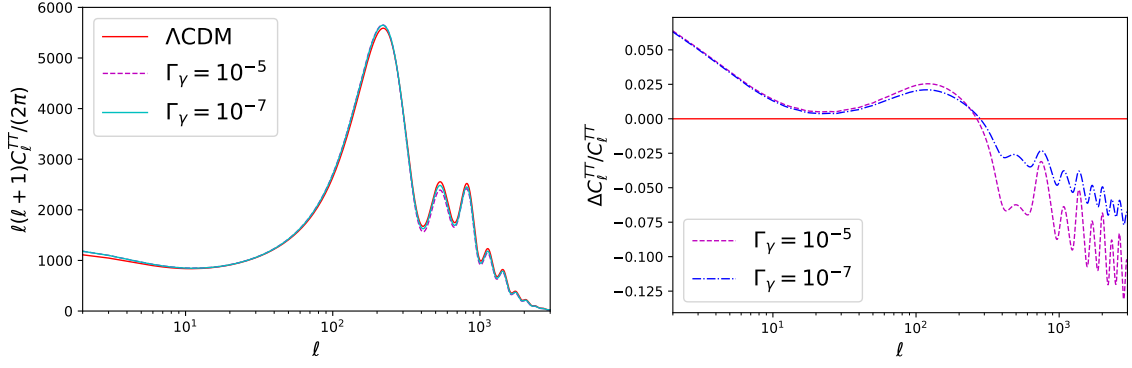 6000
5000
4000
3000
2000
1000
0
ℓ(ℓ + 1)C_ℓ^{TT}/(2π)
ΛCDM
Γ_γ = 10^{-5}
Γ_γ = 10^{-7}
10^1
10^2
10^3
ℓ
0.050
0.025
0.000
−0.025
−0.050
−0.075
−0.100
−0.125
ΔC_ℓ^{TT}/C_ℓ^{TT}
Γ_γ = 10^{-5}
Γ_γ = 10^{-7}
10^1
10^2
10^3
ℓ